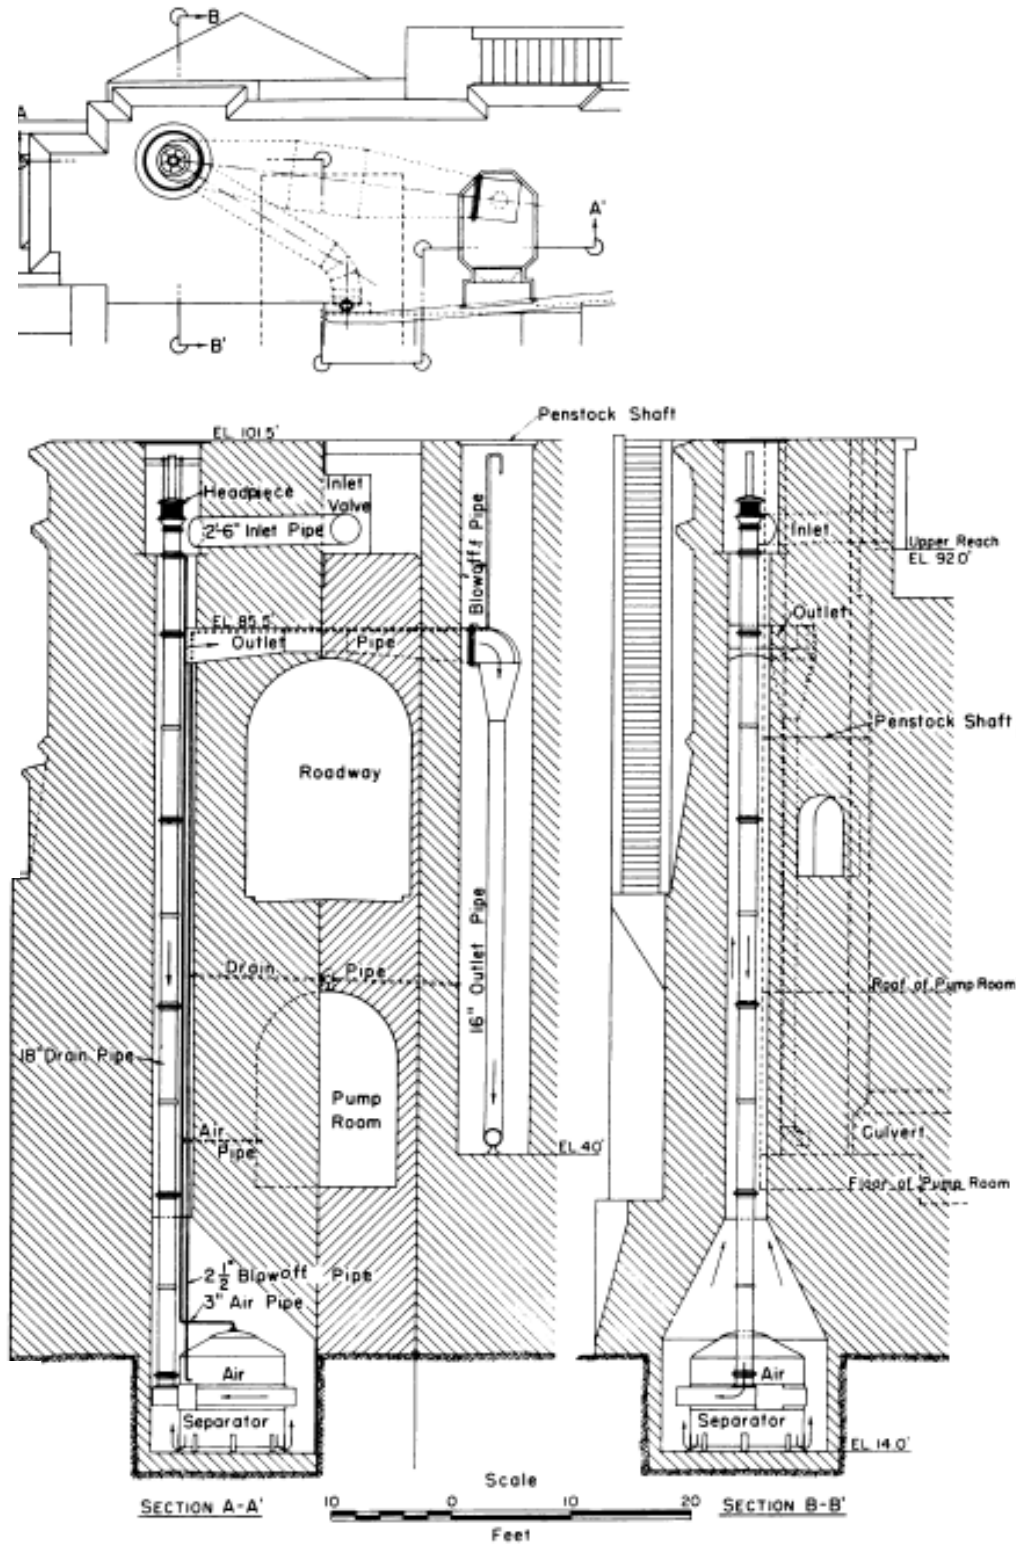 B
A
A'
B'
Penstock Shaft
EL. 101.5'
Headpiece
Inlet
Valve
2'-6" Inlet Pipe
Blowoff Pipe
Inlet
Upper Reach
EL. 92.0'
EL. 85.5'
Outlet Pipe
Outlet
Penstock Shaft
Roadway
16" Outlet Pipe
Drain Pipe
Roof of Pump Room
18" Drain Pipe
Pump
Room
Air
Pipe
EL. 40'
Culvert
Floor of Pump Room
2 1/2" Blowoff Pipe
3" Air Pipe
Air
Separator
Air
Separator
EL. 14.0'
Scale
10 0 10 20
Feet
SECTION A-A'
SECTION B-B'